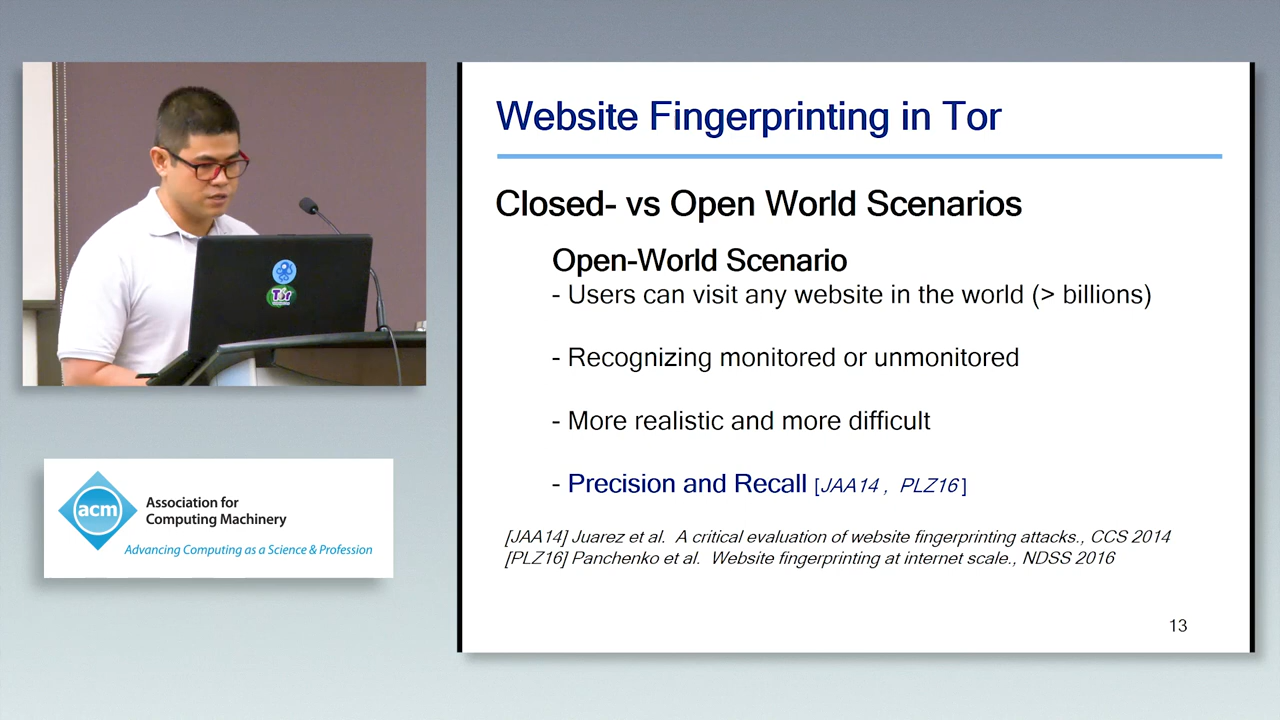 Website Fingerprinting in Tor
Closed- vs Open World Scenarios
Open-World Scenario
- Users can visit any website in the world (> billions)
- Recognizing monitored or unmonitored
- More realistic and more difficult
- Precision and Recall [JAA14 , PLZ16 ]
[JAA14] Juarez et al. A critical evaluation of website fingerprinting attacks., CCS 2014
[PLZ16] Panchenko et al. Website fingerprinting at internet scale., NDSS 2016
13
Tor
acm
Association for
Computing Machinery
Advancing Computing as a Science & Profession